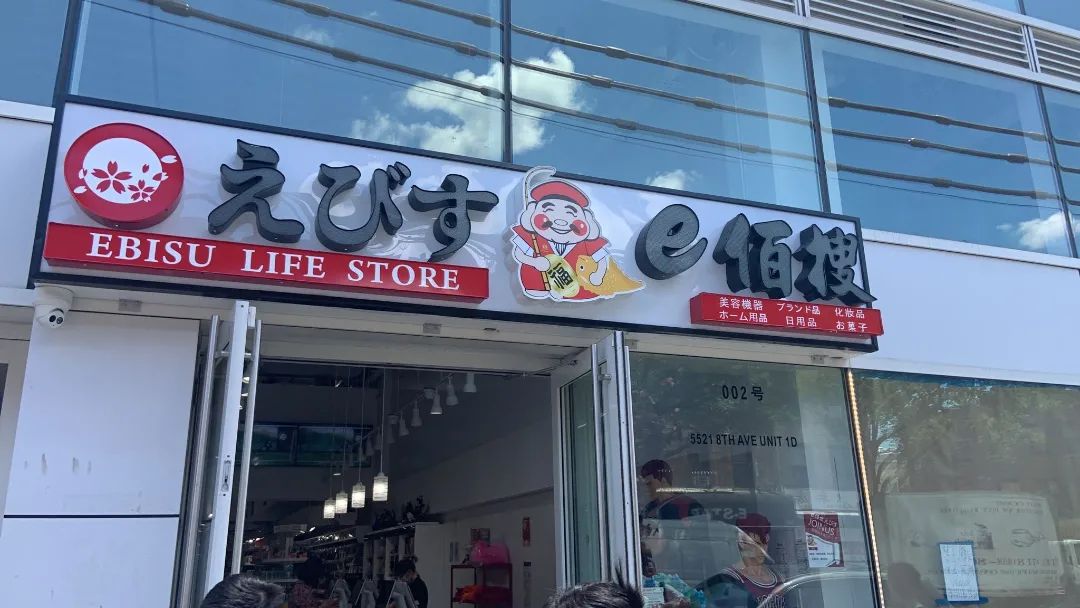 えびす
福
e佰搜
EBISU LIFE STORE
美容機器 ブランド品 化妝品
ホーム用品 日用品 お菓子
002号
5521 8TH AVE UNIT 1D
JOIN US